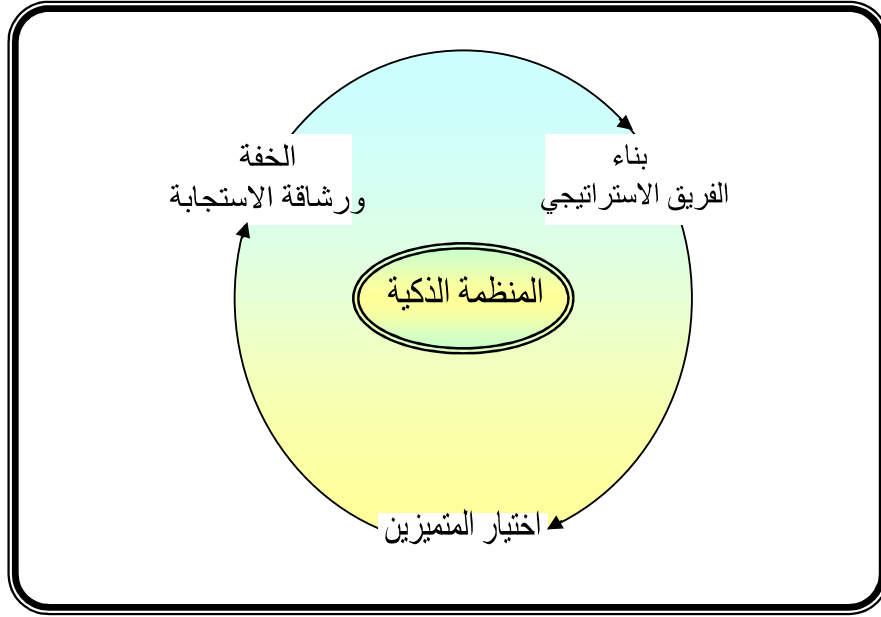 بناء
الفريق الاستراتيجي
الخفة
ورشاقة الاستجابة
المنظمة الذكية
اختيار المتميزين